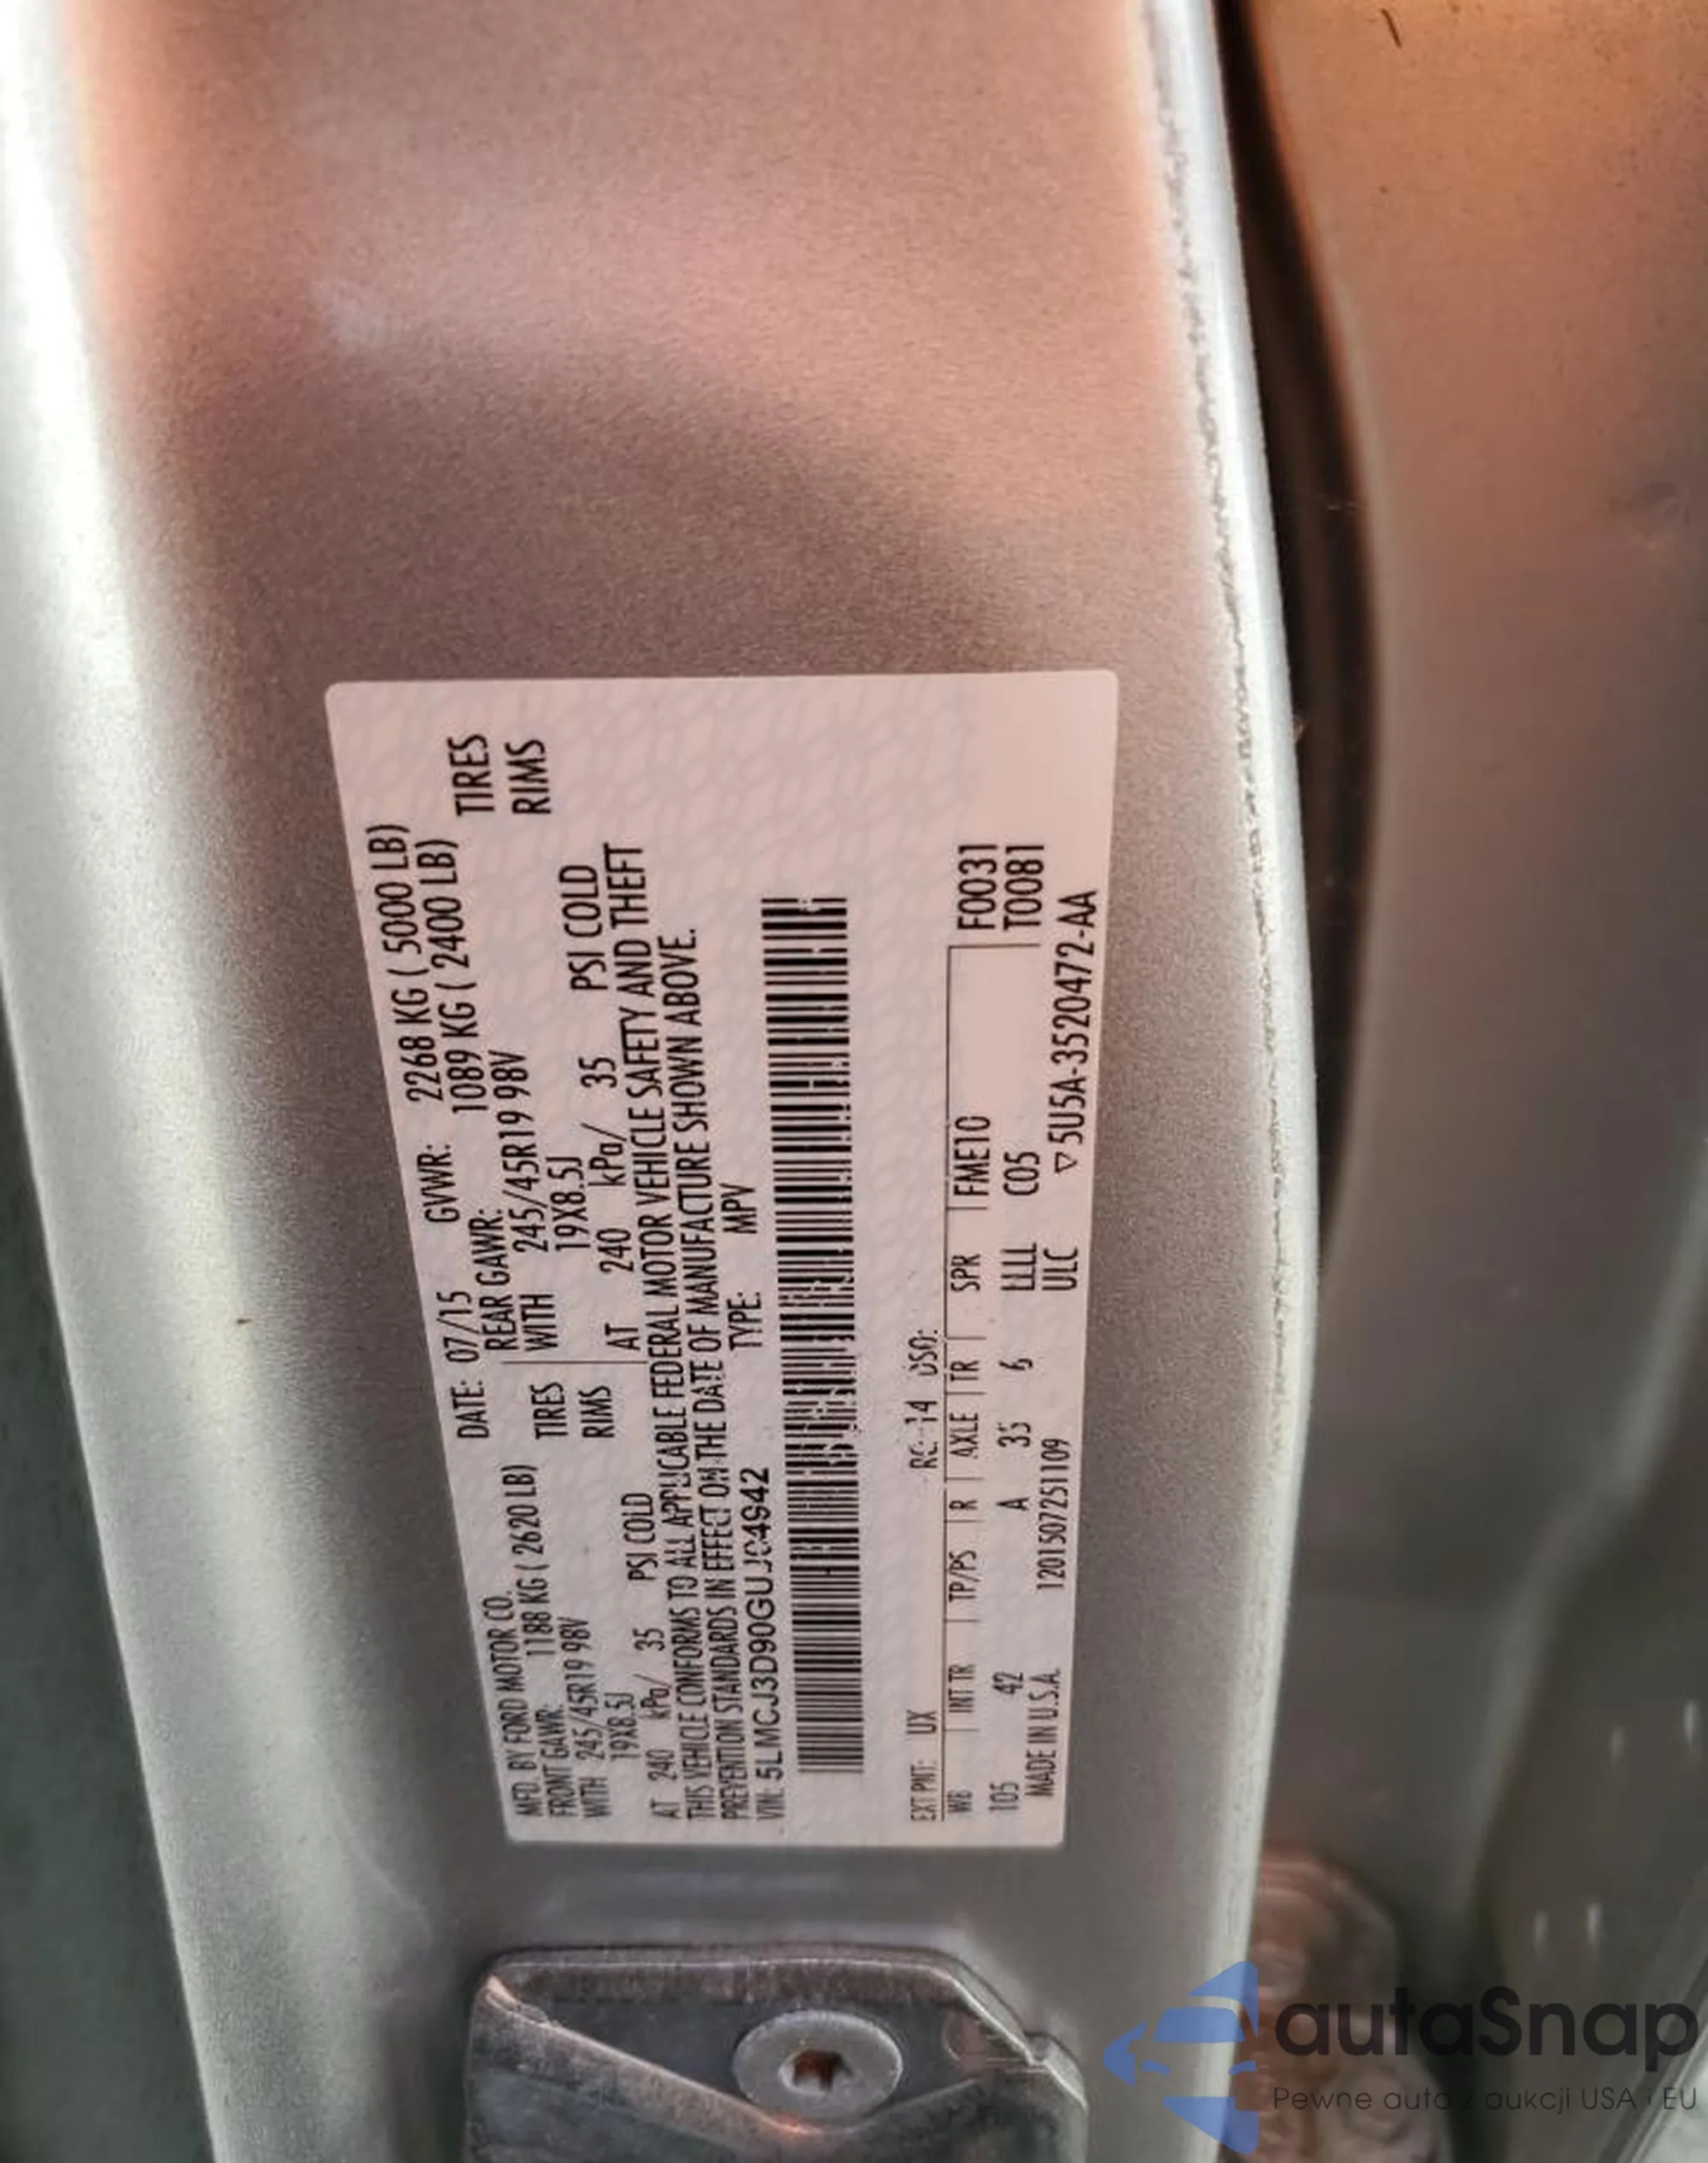 MFD. BY FORD MOTOR CO. DATE: 07/15 GVWR: 2268 KG ( 5000 LB)
FRONT GAWR: 1188 KG ( 2620 LB) REAR GAWR: 1089 KG ( 2400 LB)
WITH 245/45R19 98V TIRES WITH 245/45R19 98V TIRES
19X8.5J RIMS 19X8.5J RIMS
AT 240 kPa/ 35 PSI COLD AT 240 kPa/ 35 PSI COLD
THIS VEHICLE CONFORMS TO ALL APPLICABLE FEDERAL MOTOR VEHICLE SAFETY AND THEFT
PREVENTION STANDARDS IN EFFECT ON THE DATE OF MANUFACTURE SHOWN ABOVE.
VIN: TYPE: MPV
EXT PNT: UX DSO:
WB INT TR TP/PS R AXLE TR SPR FME10 F0031
105 42 A 6 LLLL C05 T0081
MADE IN U.S.A. 1201507251109 ULC ▽5U5A-3520472-AA
autaSnap
Pewne auta z aukcji USA i EU